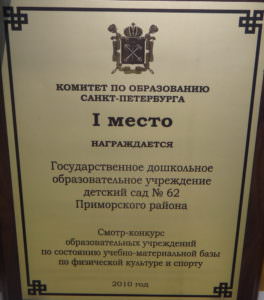 КОМИТЕТ ПО ОБРАЗОВАНИЮ
САНКТ-ПЕТЕРБУРГА
I место
НАГРАЖДАЕТСЯ
Государственное дошкольное
образовательное учреждение
детский сад № 62
Приморского района
Смотр-конкурс
образовательных учреждений
по состоянию учебно-материальной базы
по физической культуре и спорту
2010 год